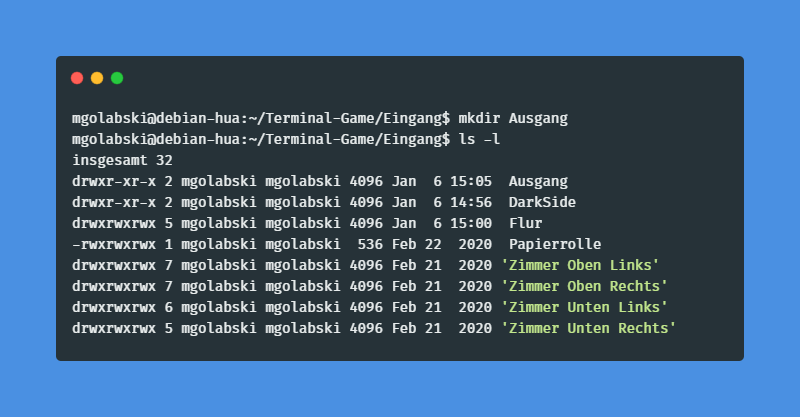 mgolabski@debian-hua:~/Terminal-Game/Eingang$ mkdir Ausgang
mgolabski@debian-hua:~/Terminal-Game/Eingang$ ls -l
insgesamt 32
drwxr-xr-x 2 mgolabski mgolabski 4096 Jan  6 15:05  Ausgang
drwxr-xr-x 2 mgolabski mgolabski 4096 Jan  6 14:56  DarkSide
drwxrwxrwx 5 mgolabski mgolabski 4096 Jan  6 15:00  Flur
-rwxrwxrwx 1 mgolabski mgolabski  536 Feb 22  2020  Papierrolle
drwxrwxrwx 7 mgolabski mgolabski 4096 Feb 21  2020 'Zimmer Oben Links'
drwxrwxrwx 7 mgolabski mgolabski 4096 Feb 21  2020 'Zimmer Oben Rechts'
drwxrwxrwx 6 mgolabski mgolabski 4096 Feb 21  2020 'Zimmer Unten Links'
drwxrwxrwx 5 mgolabski mgolabski 4096 Feb 21  2020 'Zimmer Unten Rechts'